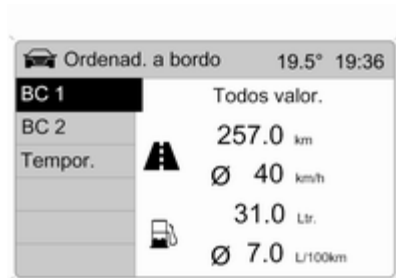 Ordenad. a bordo 19.5° 19:36
BC 1
BC 2
Tempor.
Todos valor.
257.0 km
Ø 40 km/h
31.0 Ltr.
Ø 7.0 L/100km